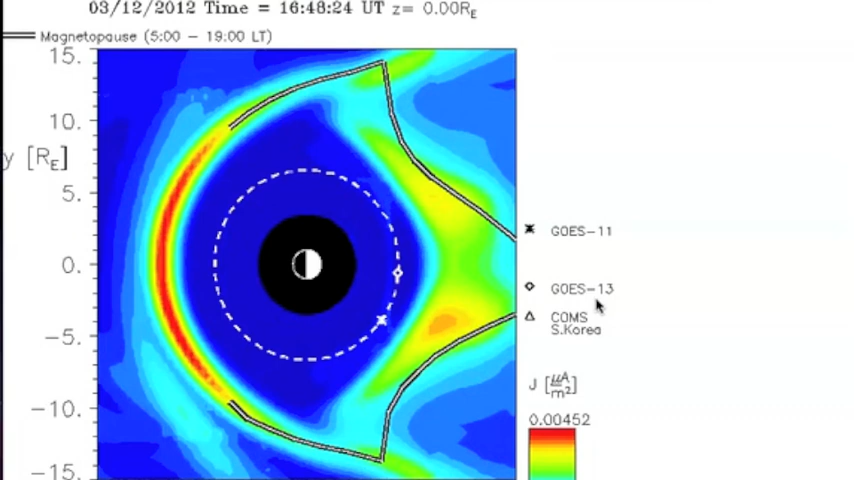 03/12/2012 Time = 16:48:24 UT z= 0.00RE
Magnetopause (5:00 – 19:00 LT)
15.
10.
y [RE]
5.
0.
−5.
−10.
−15.
GOES−11
GOES−13
COMS
S.Korea
J [μA/m2]
0.00452